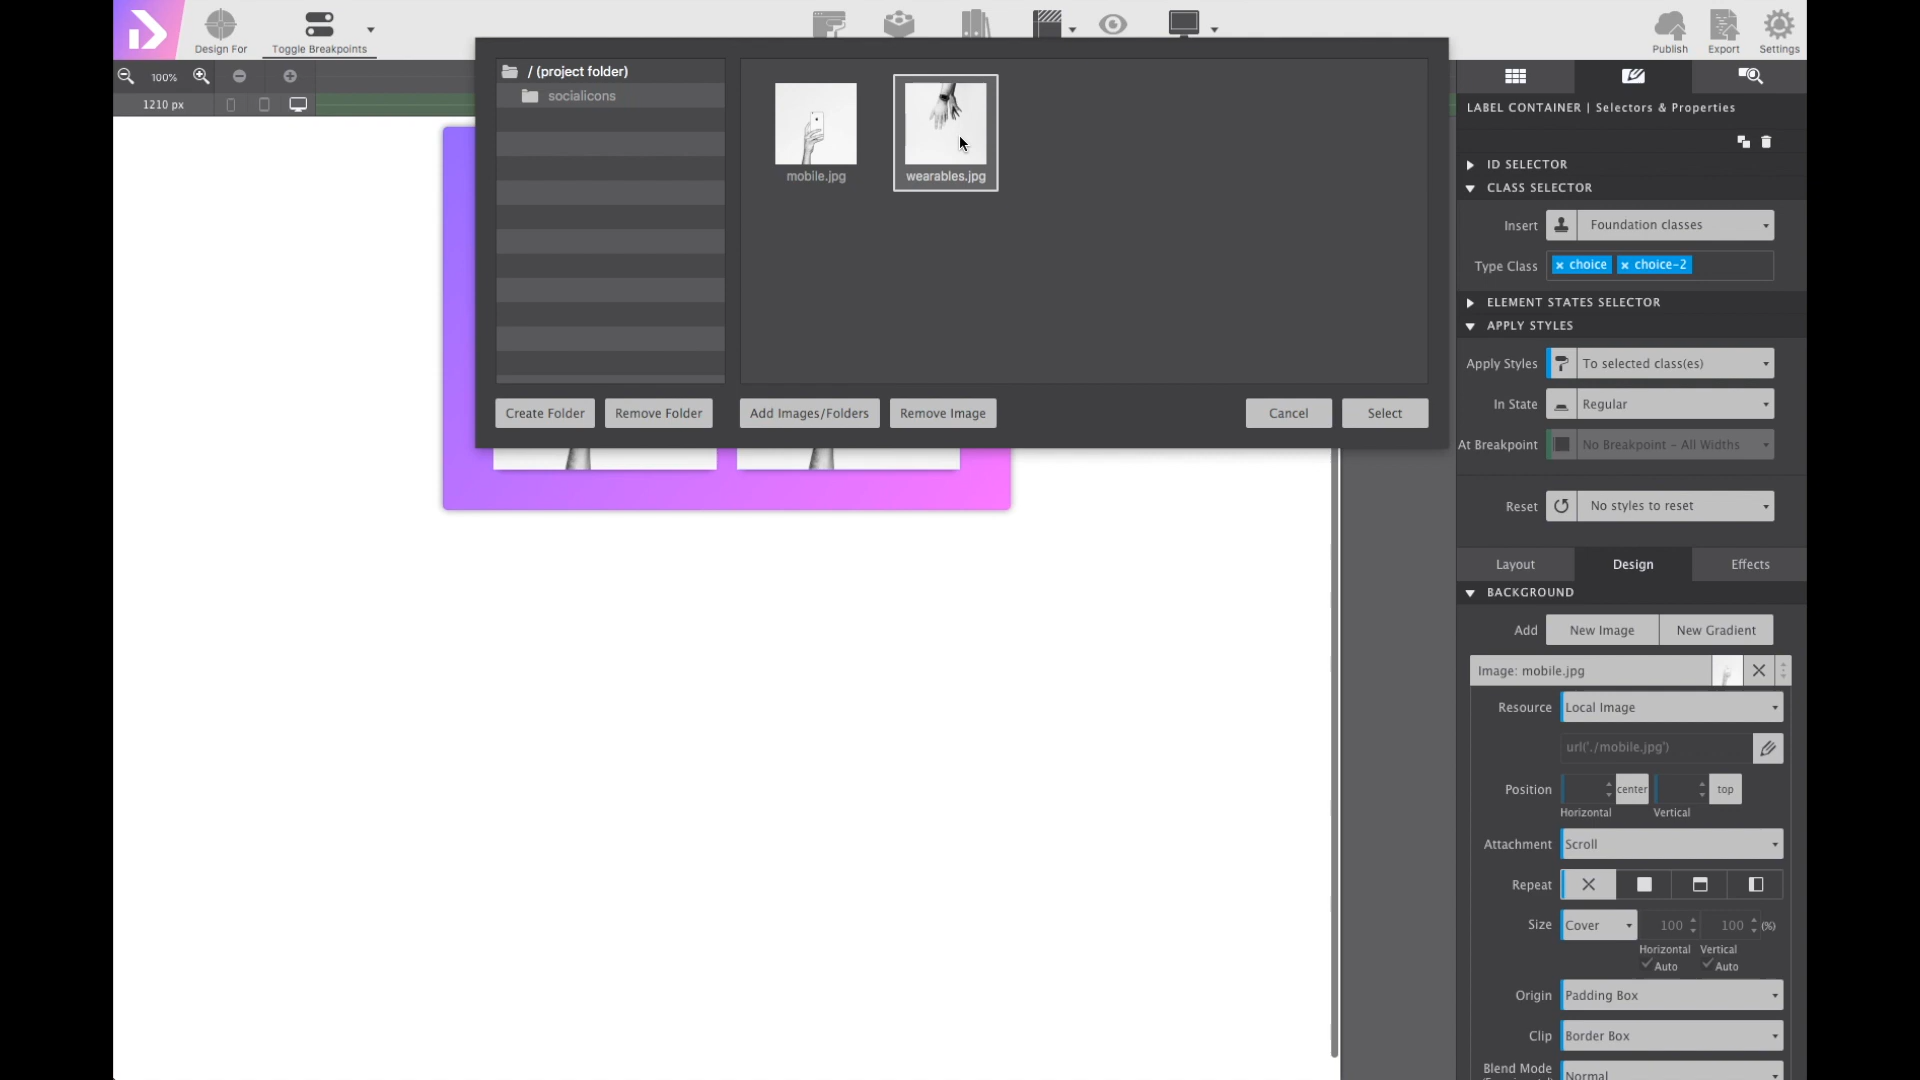 Design For
Toggle Breakpoints
Publish
Export
Settings
100%
1210 px
/ (project folder)
socialicons
mobile.jpg
wearables.jpg
Create Folder
Remove Folder
Add Images/Folders
Remove Image
Cancel
Select
LABEL CONTAINER | Selectors & Properties
ID SELECTOR
CLASS SELECTOR
Insert
Foundation classes
Type Class
× choice
× choice-2
ELEMENT STATES SELECTOR
APPLY STYLES
Apply Styles
To selected class(es)
In State
Regular
At Breakpoint
No Breakpoint – All Widths
Reset
No styles to reset
Layout
Design
Effects
BACKGROUND
Add
New Image
New Gradient
Image: mobile.jpg
Resource
Local Image
url('./mobile.jpg')
Position
center
top
Horizontal
Vertical
Attachment
Scroll
Repeat
Size
Cover
100
100
(%)
Horizontal
Vertical
Auto
Auto
Origin
Padding Box
Clip
Border Box
Blend Mode
Normal